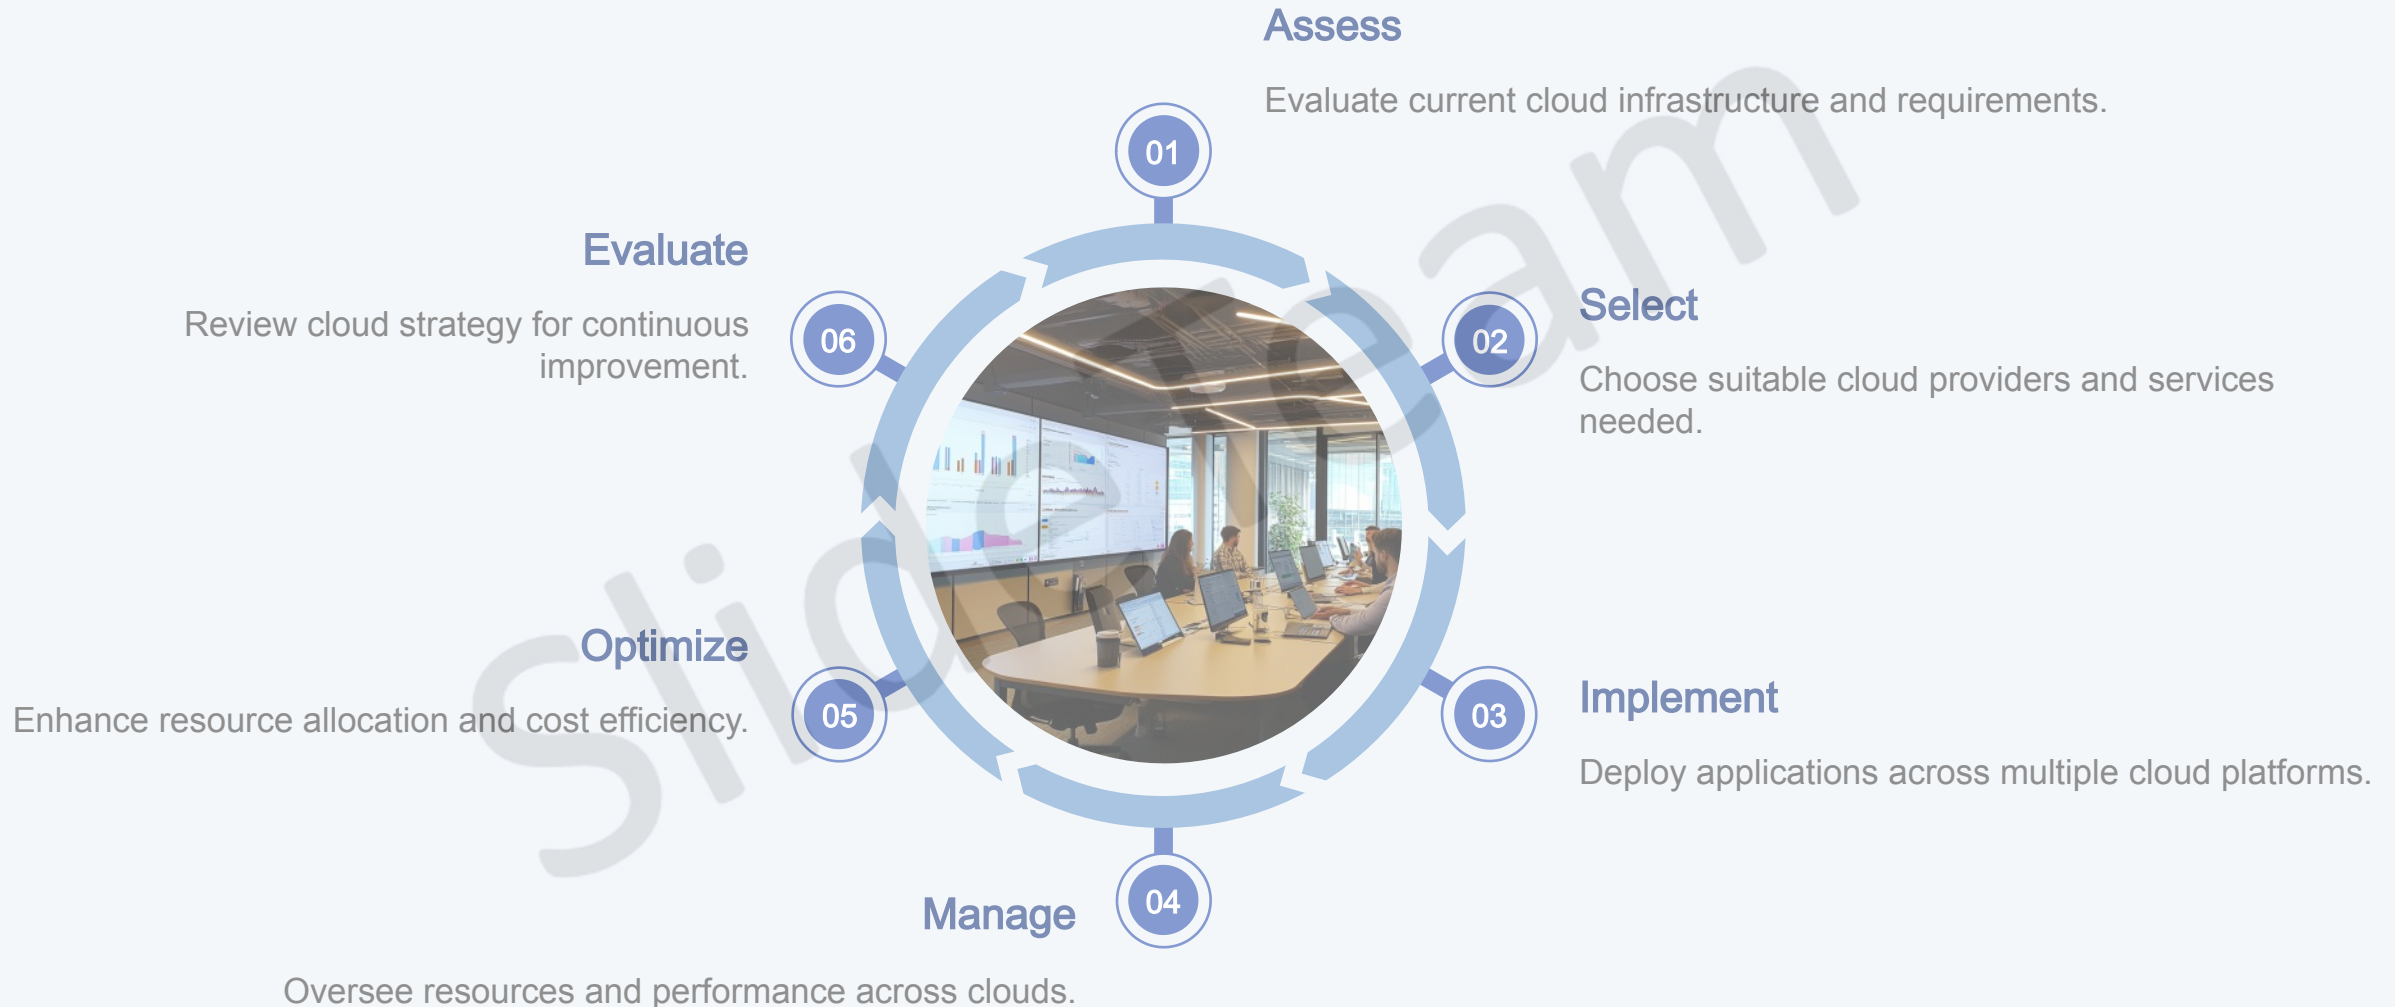 01
Assess
Evaluate current cloud infrastructure and requirements.
02
Select
Choose suitable cloud providers and services
needed.
03
Implement
Deploy applications across multiple cloud platforms.
04
Manage
Oversee resources and performance across clouds.
05
Optimize
Enhance resource allocation and cost efficiency.
06
Evaluate
Review cloud strategy for continuous
improvement.
SlideTeam